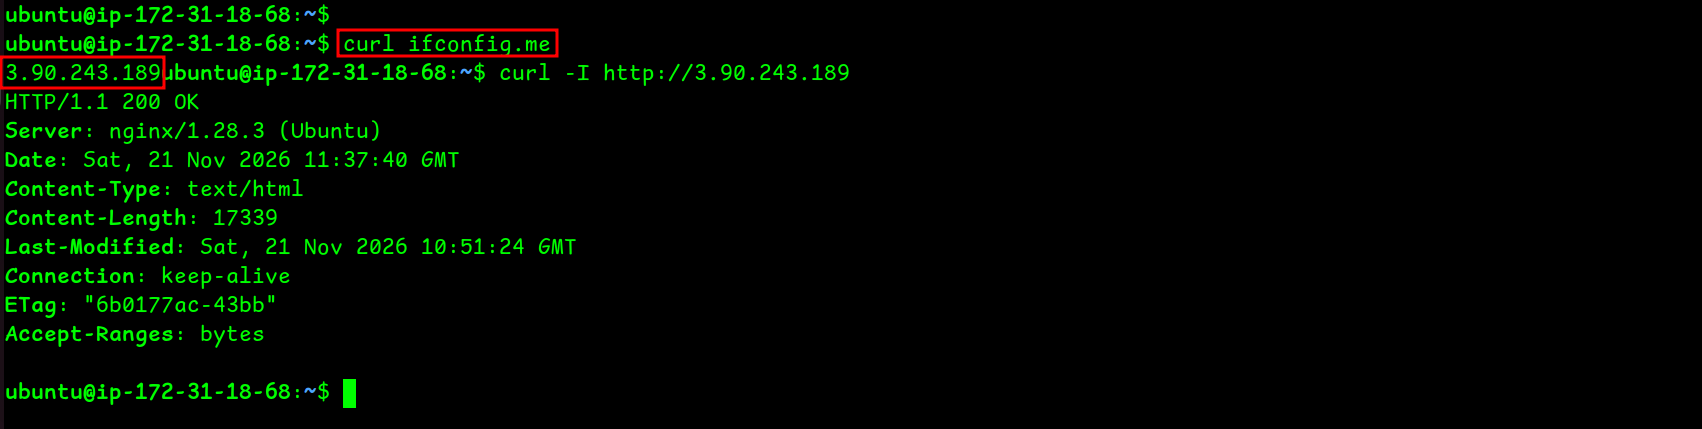 ubuntu@ip-172-31-18-68:~$
ubuntu@ip-172-31-18-68:~$ curl ifconfig.me
3.90.243.189ubuntu@ip-172-31-18-68:~$ curl -I http://3.90.243.189
HTTP/1.1 200 OK
Server: nginx/1.28.3 (Ubuntu)
Date: Sat, 21 Nov 2026 11:37:40 GMT
Content-Type: text/html
Content-Length: 17339
Last-Modified: Sat, 21 Nov 2026 10:51:24 GMT
Connection: keep-alive
ETag: "6b0177ac-43bb"
Accept-Ranges: bytes
ubuntu@ip-172-31-18-68:~$